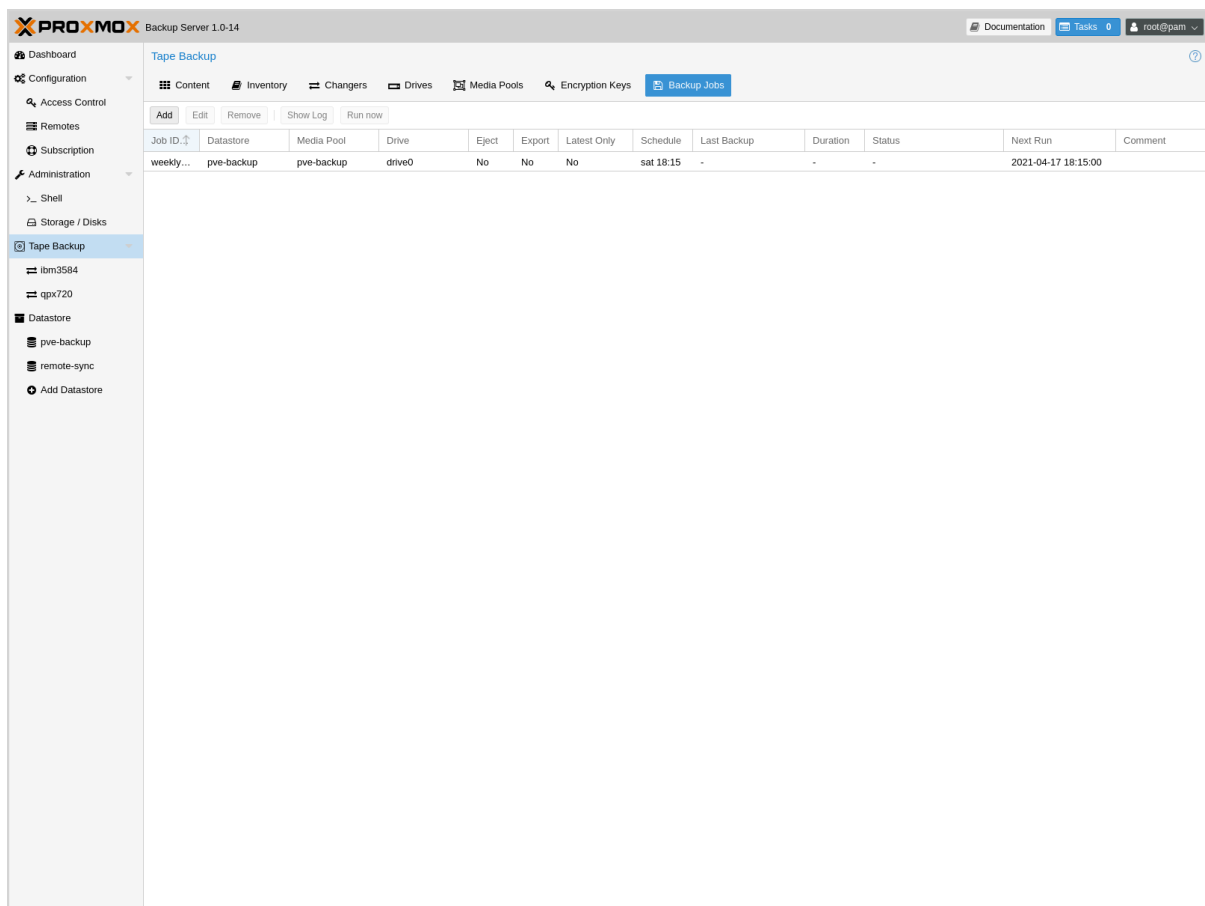 PROXMOX Backup Server 1.0-14 Documentation Tasks 0 root@pam
Dashboard
Configuration
Access Control
Remotes
Subscription
Administration
Shell
Storage / Disks
Tape Backup
ibm3584
qpx720
Datastore
pve-backup
remote-sync
Add Datastore
Tape Backup
Content Inventory Changers Drives Media Pools Encryption Keys Backup Jobs
Add Edit Remove Show Log Run now
Job ID Datastore Media Pool Drive Eject Export Latest Only Schedule Last Backup Duration Status Next Run Comment
weekly... pve-backup pve-backup drive0 No No No sat 18:15 - - - 2021-04-17 18:15:00